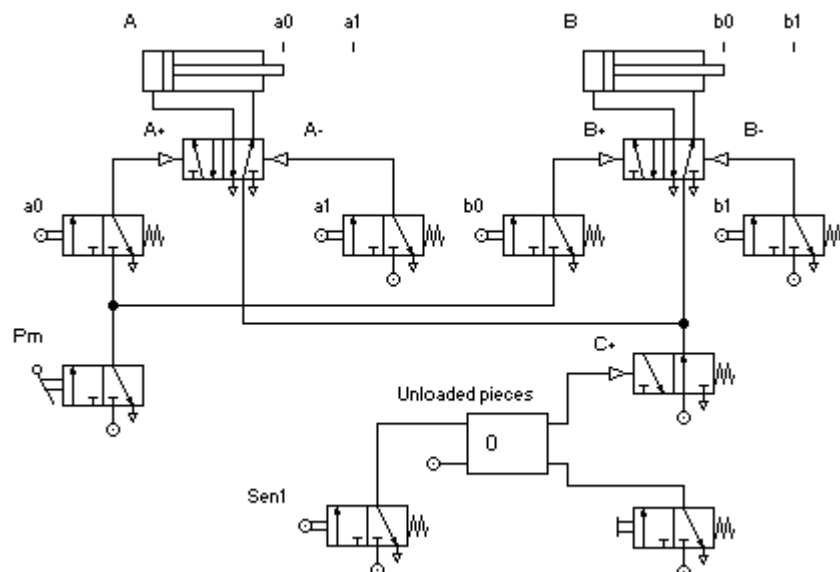 A a0 a1 B b0 b1
A+ A- B+ B-
a0 a1 b0 b1
Pm C+
Unloaded pieces
0
Sen1